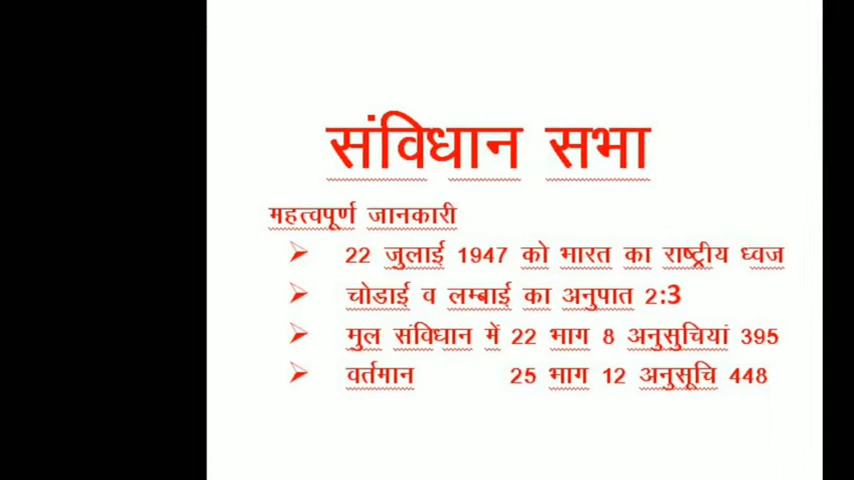 संविधान सभा
महत्वपूर्ण जानकारी
➢ 22 जुलाई 1947 को भारत का राष्ट्रीय ध्वज
➢ चोडाई व लम्बाई का अनुपात 2:3
➢ मुल संविधान में 22 भाग 8 अनुसुचियां 395
➢ वर्तमान 25 भाग 12 अनुसूचि 448